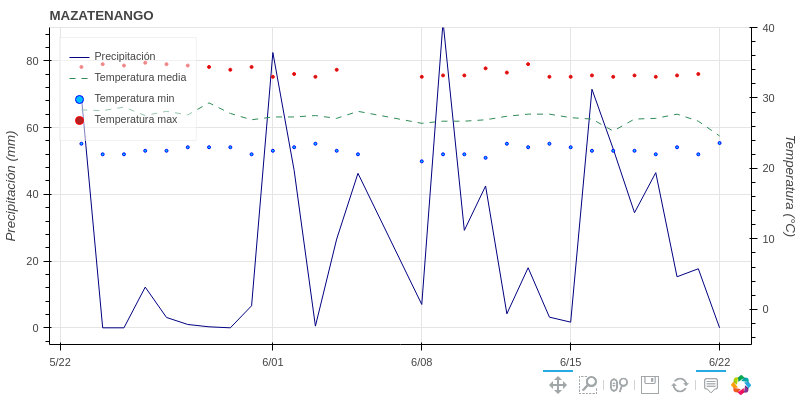 MAZATENANGO
Precipitación
Temperatura media
Temperatura min
Temperatura max
Precipitación (mm)
80
60
40
20
0
Temperatura (°C)
40
30
20
10
0
5/22
6/01
6/08
6/15
6/22